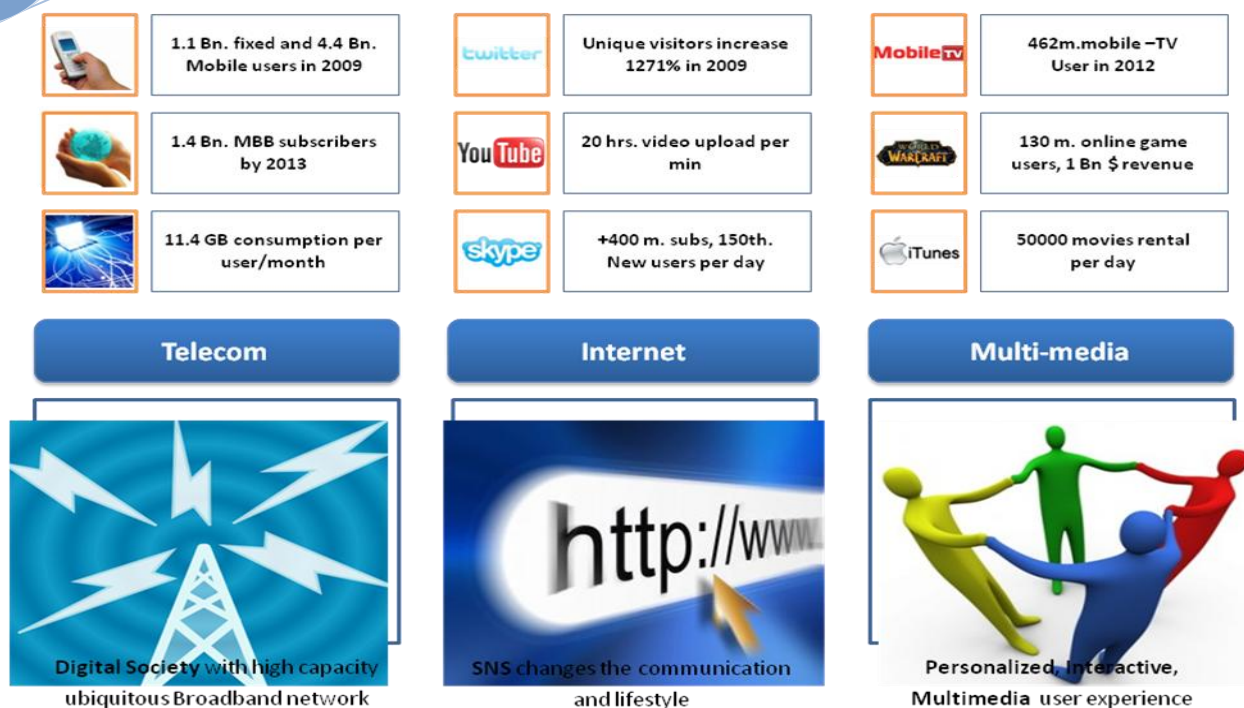 1.1 Bn. fixed and 4.4 Bn.
Mobile users in 2009
1.4 Bn. MBB subscribers
by 2013
11.4 GB consumption per
user/month
twitter
Unique visitors increase
1271% in 2009
YouTube
20 hrs. video upload per
min
skype
+400 m. subs, 150th.
New users per day
Mobile TV
462m.mobile –TV
User in 2012
WORLD
WARCRAFT
130 m. online game
users, 1 Bn $ revenue
iTunes
50000 movies rental
per day
Telecom
Internet
Multi-media
Digital Society with high capacity
ubiquitous Broadband network
http://www.
SNS changes the communication
and lifestyle
Personalized, Interactive,
Multimedia user experience